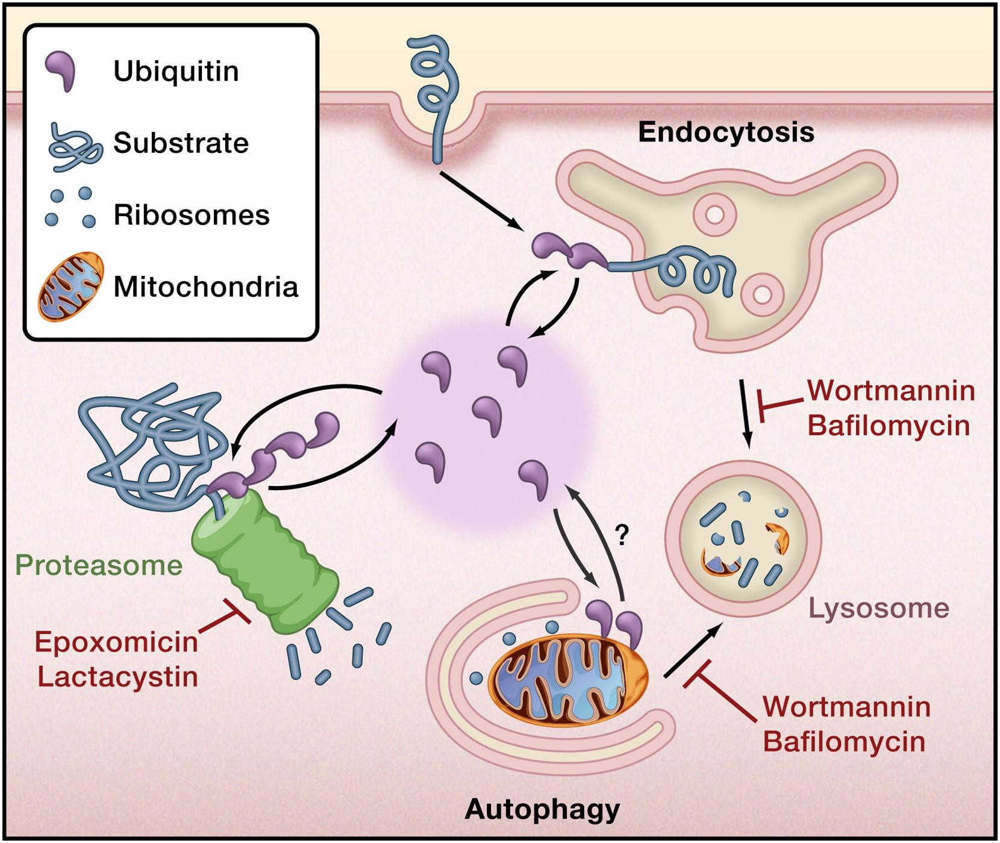 Ubiquitin
Substrate
Ribosomes
Mitochondria
Endocytosis
Wortmannin
Bafilomycin
Proteasome
?
Epoxomicin
Lactacystin
Lysosome
Wortmannin
Bafilomycin
Autophagy